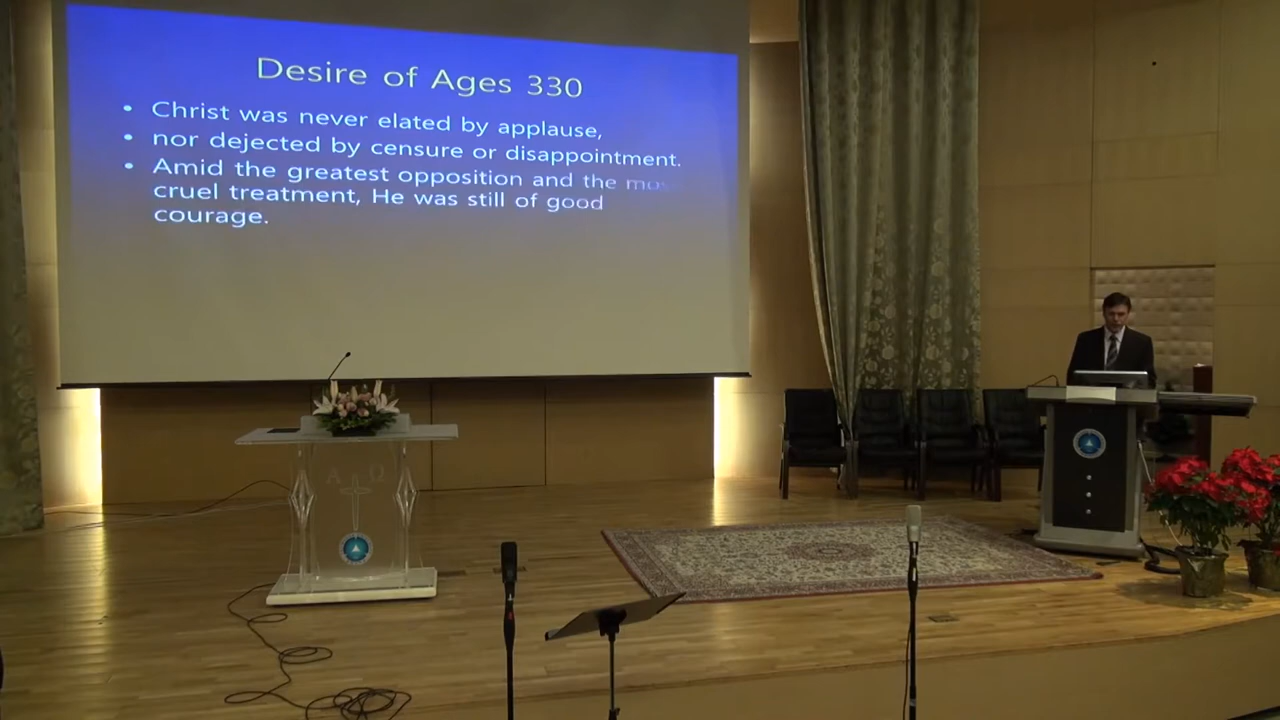 Desire of Ages 330
• Christ was never elated by applause,
• nor dejected by censure or disappointment.
• Amid the greatest opposition and the
cruel treatment, He was still of good
courage.
A Ω